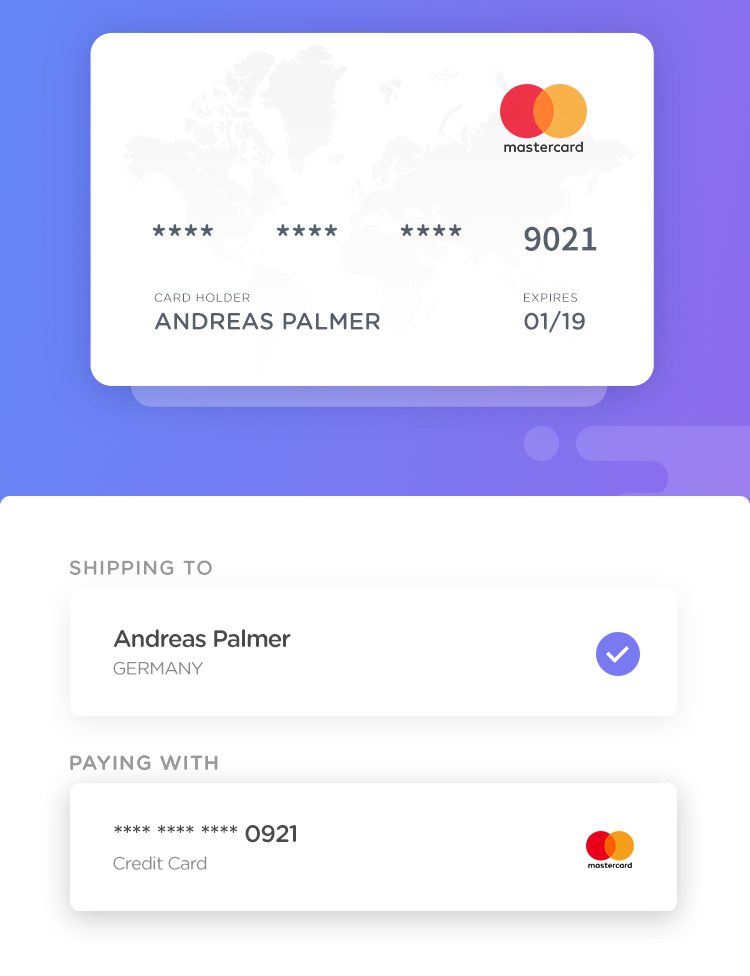 mastercard
**** **** **** 9021
CARD HOLDER EXPIRES
ANDREAS PALMER 01/19
SHIPPING TO
Andreas Palmer
GERMANY
PAYING WITH
**** **** **** 0921
Credit Card
mastercard